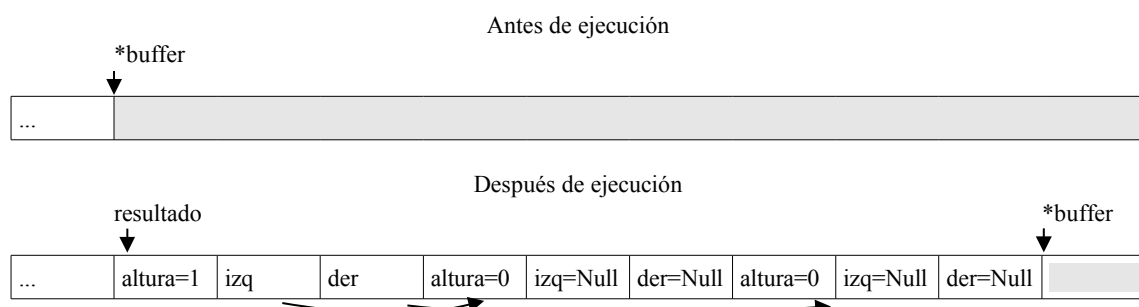 Antes de ejecución
*buffer
...
Después de ejecución
resultado *buffer
... altura=1 izq der altura=0 izq=Null der=Null altura=0 izq=Null der=Null